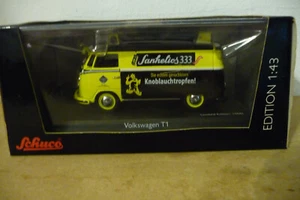 Sanhelios 333
Knoblauchtropfen!
Schuco
Volkswagen T1
EDITION 1:43